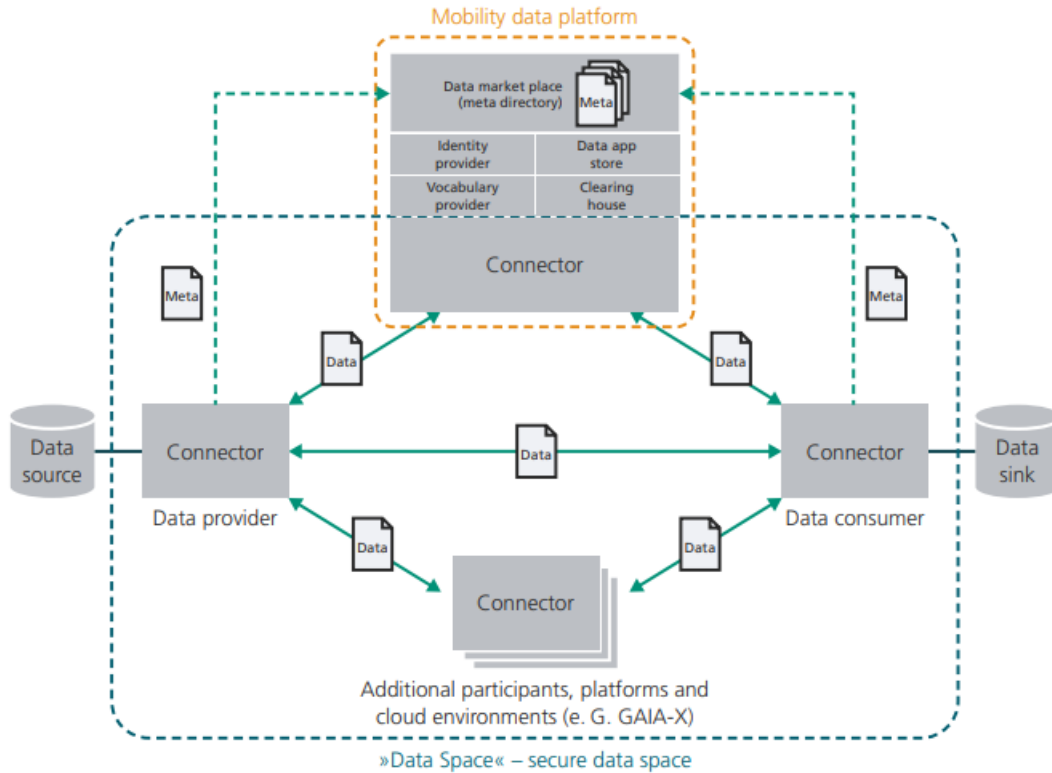 Mobility data platform
Data market place
(meta directory)
Meta
Identity
provider
Data app
store
Vocabulary
provider
Clearing
house
Connector
Meta
Meta
Data
Data
Data
source
Connector
Data
Connector
Data
sink
Data provider
Data consumer
Data
Data
Connector
Additional participants, platforms and
cloud environments (e. G. GAIA-X)
»Data Space« – secure data space